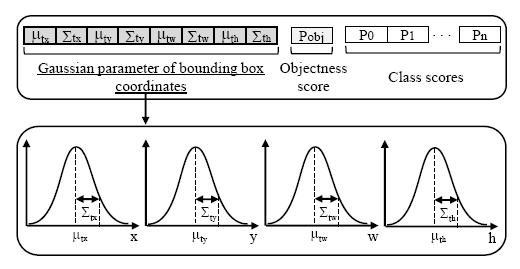 μtx Σtx μty Σty μtw Σtw μth Σth Pobj P0 P1 · · · Pn
Gaussian parameter of bounding box coordinates
Objectness score
Class scores
Σtx Σty Σtw Σth
μtx x μty y μtw w μth h